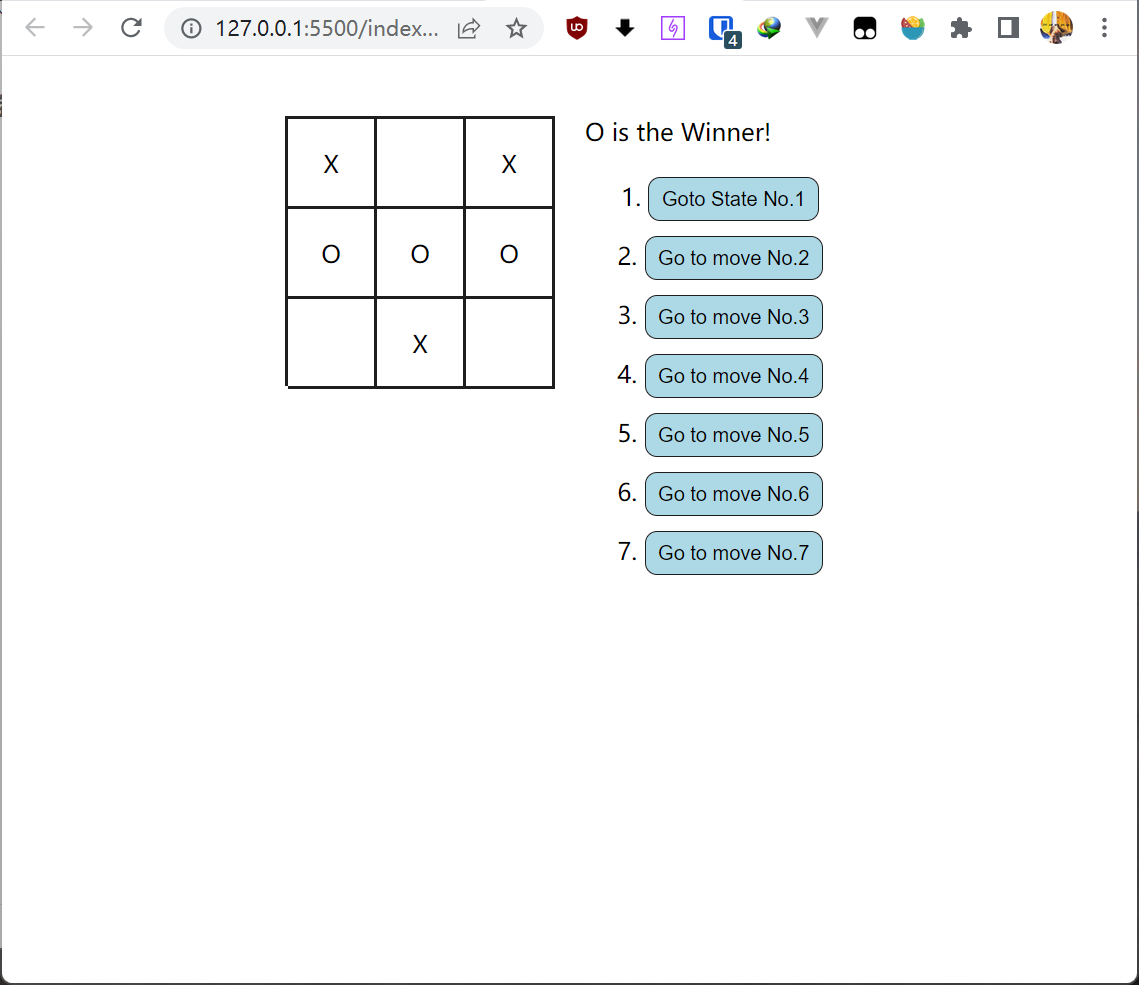 127.0.0.1:5500/index...
4
X X
O is the Winner!
O O O
X
1. Goto State No.1
2. Go to move No.2
3. Go to move No.3
4. Go to move No.4
5. Go to move No.5
6. Go to move No.6
7. Go to move No.7